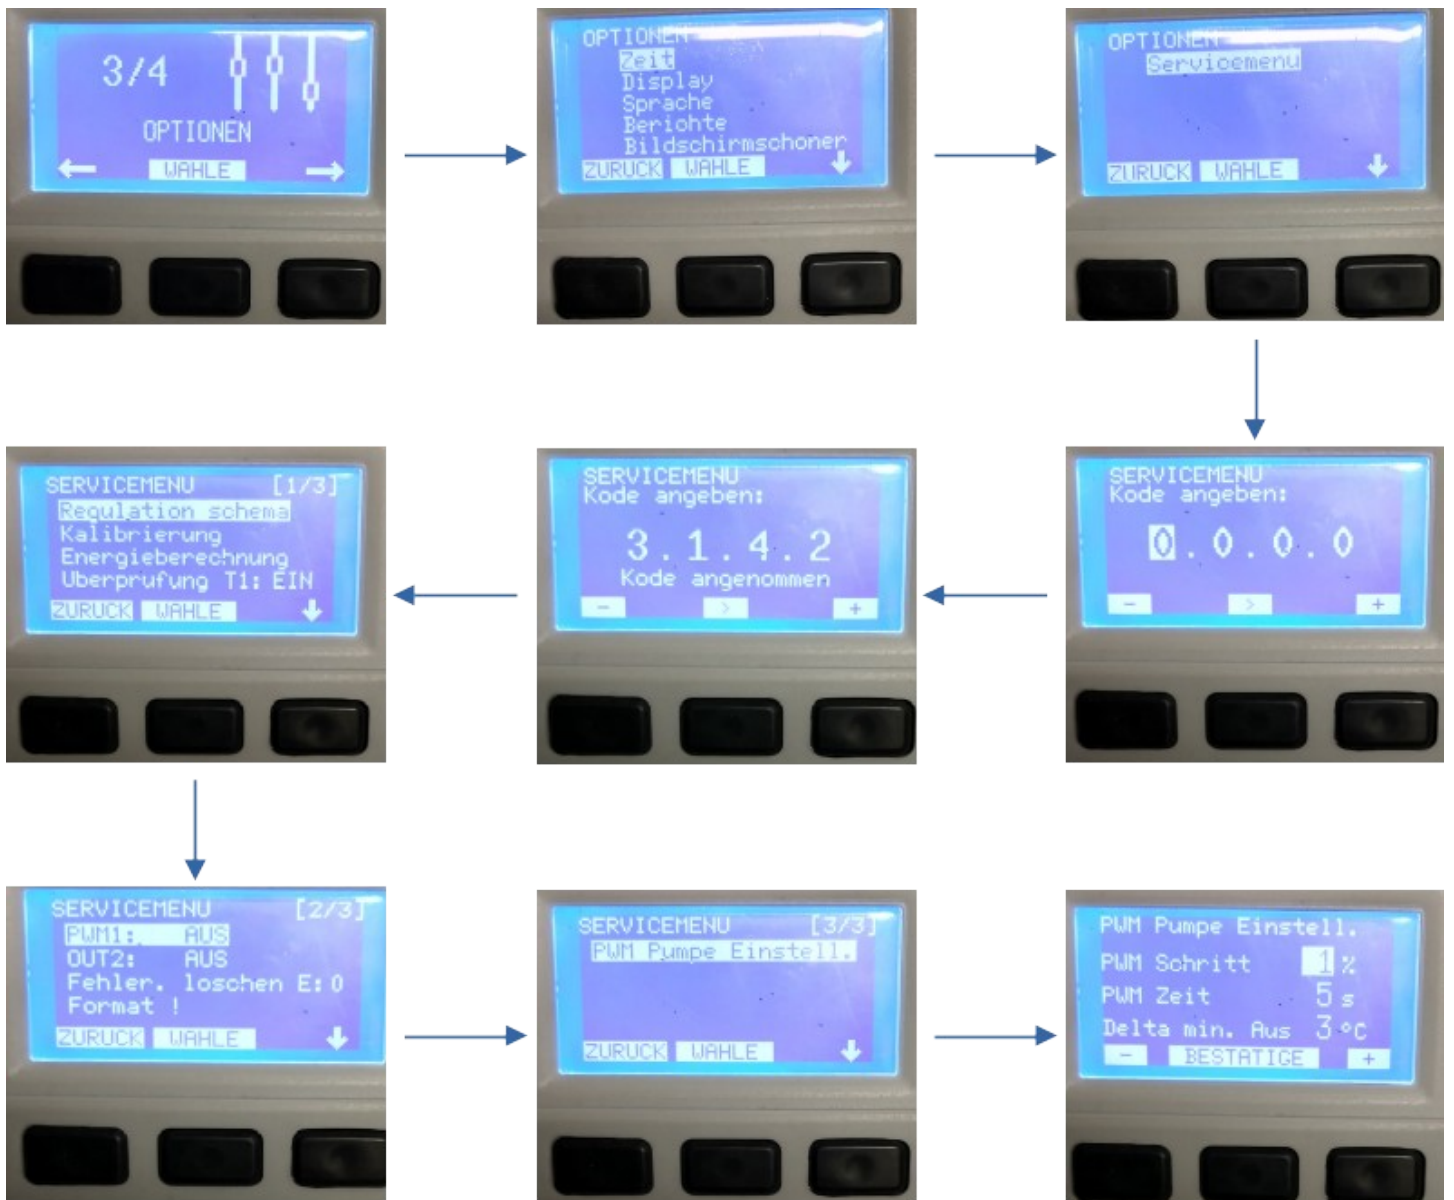 3/4
OPTIONEN
WAHLE
OPTIONEN
Zeit
Display
Sprache
Berichte
Bildschirmschoner
ZURUCK WAHLE
OPTIONEN
Servicemenu
ZURUCK WAHLE
SERVICEMENU
Kode angeben:
0.0.0.0
- > +
SERVICEMENU
Kode angeben:
3.1.4.2
Kode angenommen
- > +
SERVICEMENU [1/3]
Regulation schema
Kalibrierung
Energieberechnung
Uberprufung T1: EIN
ZURUCK WAHLE
SERVICEMENU [2/3]
PWM1: AUS
OUT2: AUS
Fehler. loschen E:0
Format !
ZURUCK WAHLE
SERVICEMENU [3/3]
PWM Pumpe Einstell.
ZURUCK WAHLE
PWM Pumpe Einstell.
PWM Schritt 1 %
PWM Zeit 5 s
Delta min. Aus 3 °C
- BESTATIGE +